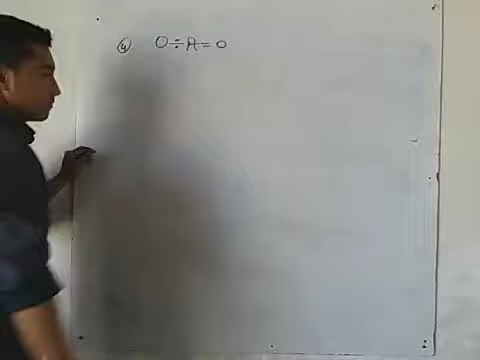 ④ 0 ÷ A = 0